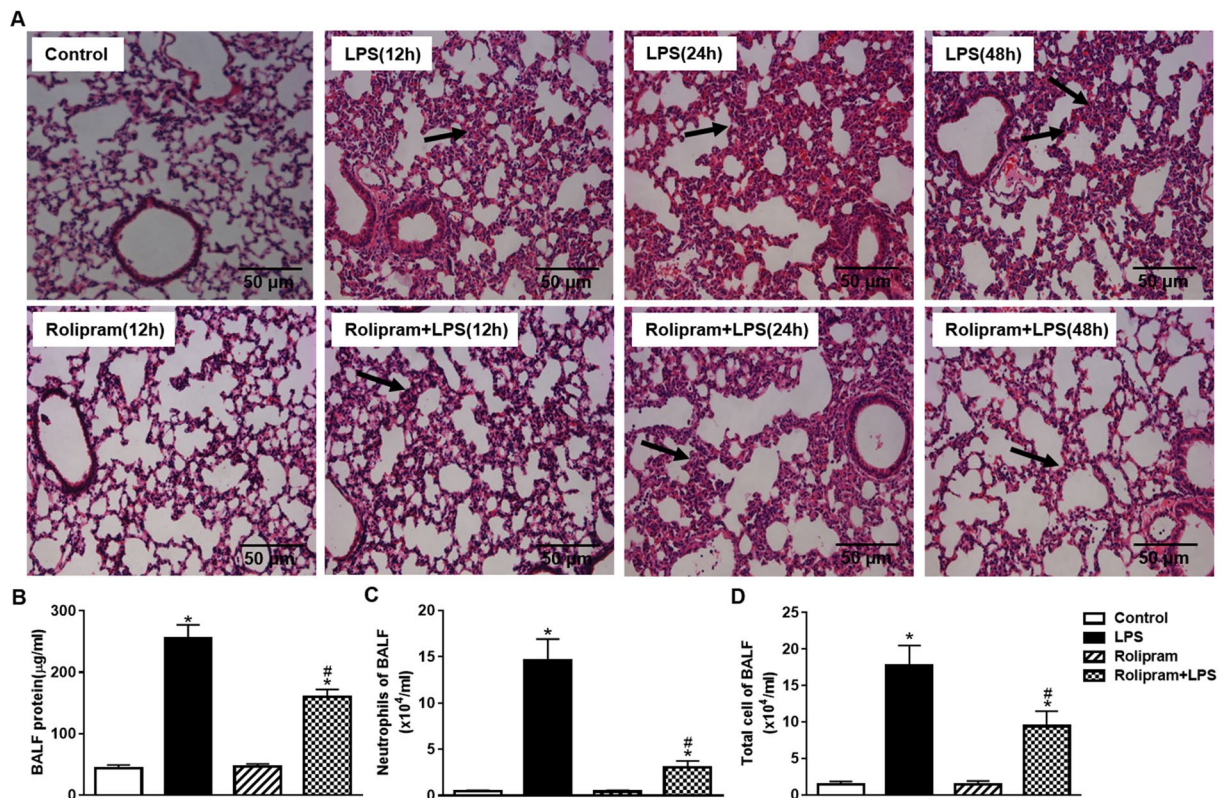 A
Control
LPS(12h)
LPS(24h)
LPS(48h)
50 μm
50 μm
50 μm
50 μm
Rolipram(12h)
Rolipram+LPS(12h)
Rolipram+LPS(24h)
Rolipram+LPS(48h)
50 μm
50 μm
50 μm
50 μm
B
BALF protein(μg/ml)
300
200
100
50
0
*
#
*
C
Neutrophils of BALF
(x10⁴/ml)
20
15
10
5
0
*
#
*
D
Total cell of BALF
(x10⁴/ml)
25
20
15
10
5
0
*
#
*
Control
LPS
Rolipram
Rolipram+LPS